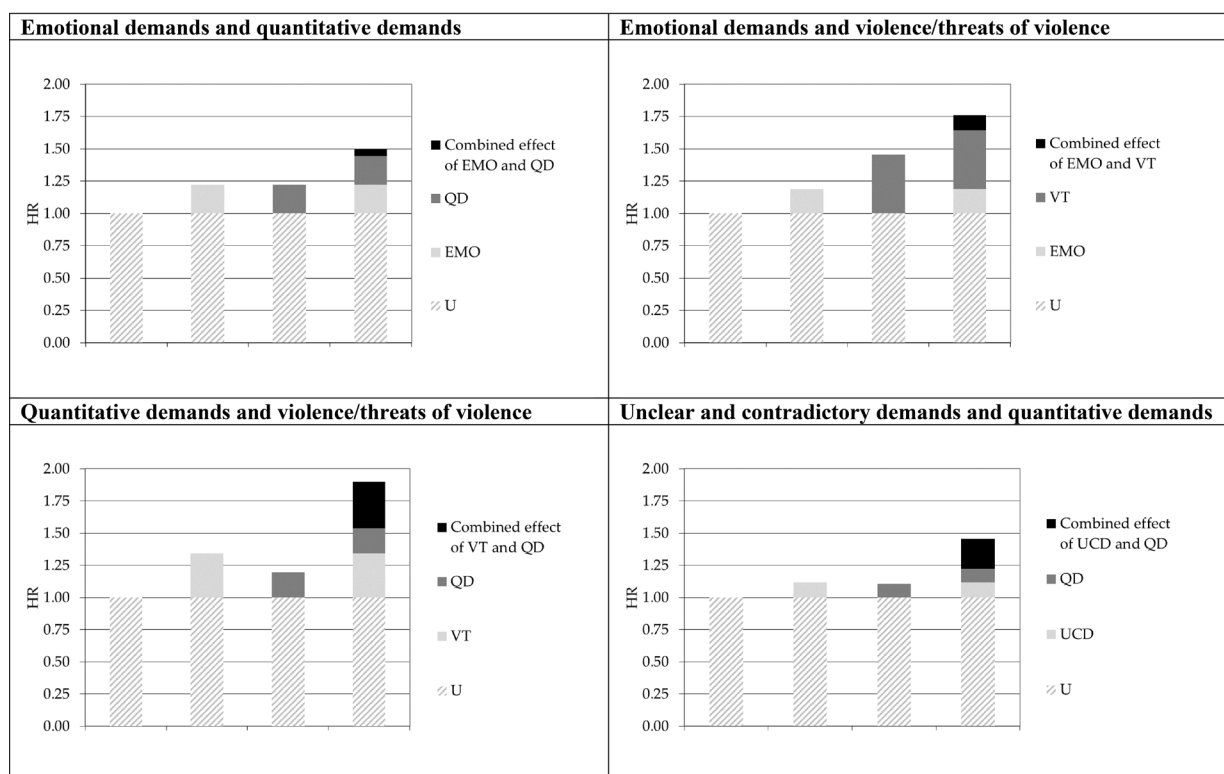 Emotional demands and quantitative demands
2.00
1.75
1.50
1.25
1.00
0.75
0.50
0.25
0.00
HR
Combined effect
of EMO and QD
QD
EMO
U
Emotional demands and violence/threats of violence
2.00
1.75
1.50
1.25
1.00
0.75
0.50
0.25
0.00
HR
Combined effect
of EMO and VT
VT
EMO
U
Quantitative demands and violence/threats of violence
2.00
1.75
1.50
1.25
1.00
0.75
0.50
0.25
0.00
HR
Combined effect
of VT and QD
QD
VT
U
Unclear and contradictory demands and quantitative demands
2.00
1.75
1.50
1.25
1.00
0.75
0.50
0.25
0.00
HR
Combined effect
of UCD and QD
QD
UCD
U